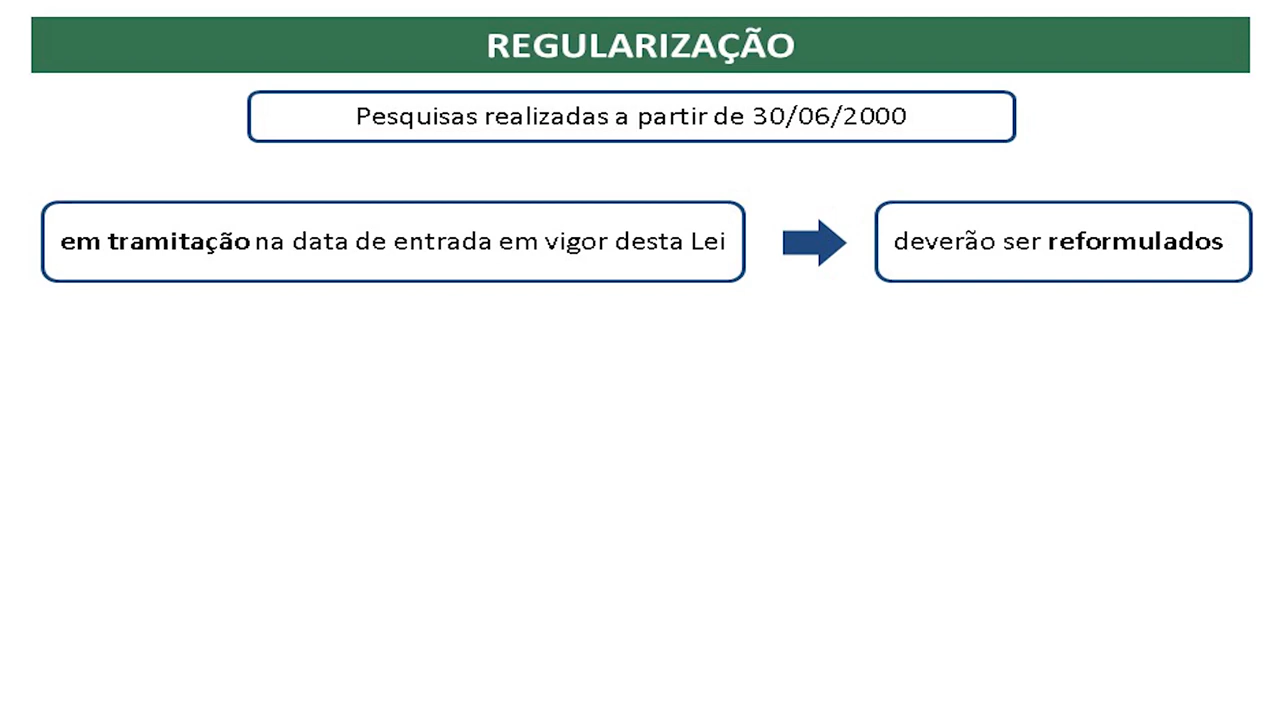 REGULARIZAÇÃO
Pesquisas realizadas a partir de 30/06/2000
em tramitação na data de entrada em vigor desta Lei
deverão ser reformulados